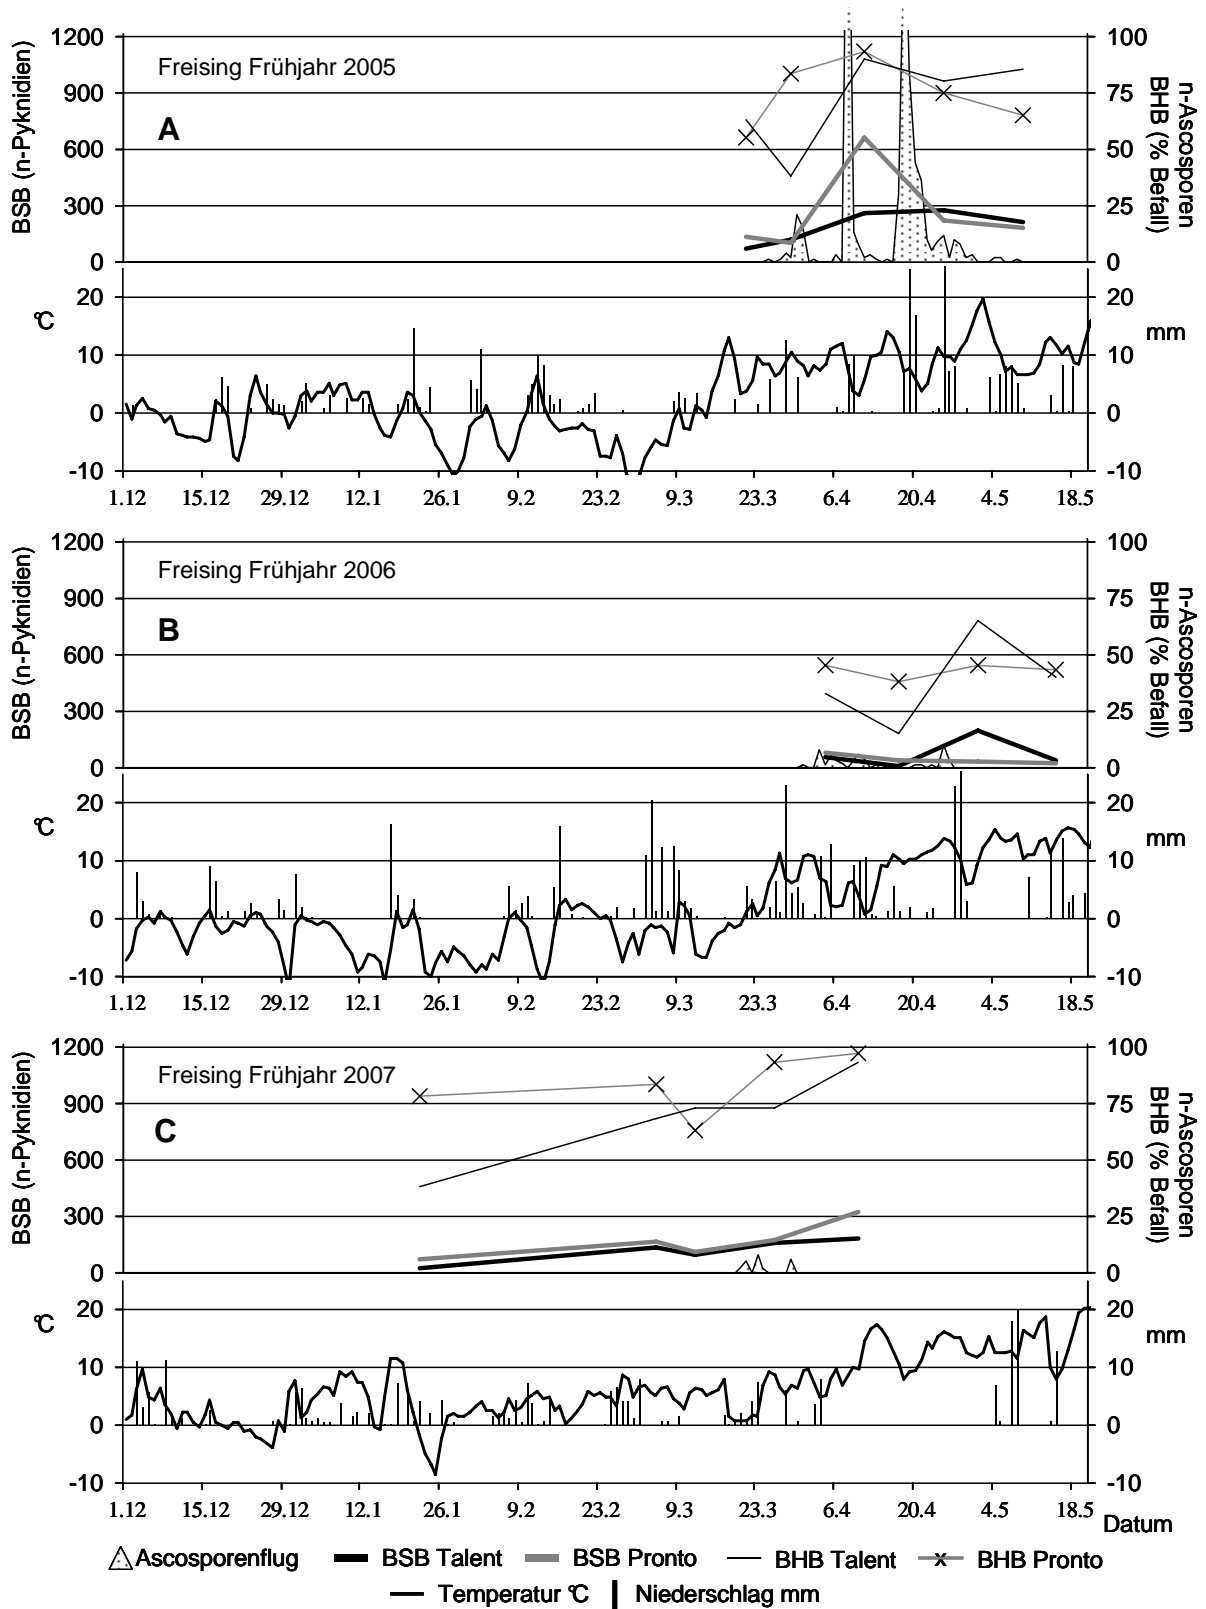 Freising Frühjahr 2005
A
BSB (n-Pyknidien)
1200
900
600
300
0
100
75
50
25
0
n-Ascosporen
BHB (% Befall)
°C
20
10
0
-10
20
10
0
-10
mm
1.12 15.12 29.12 12.1 26.1 9.2 23.2 9.3 23.3 6.4 20.4 4.5 18.5
Freising Frühjahr 2006
B
BSB (n-Pyknidien)
1200
900
600
300
0
100
75
50
25
0
n-Ascosporen
BHB (% Befall)
°C
20
10
0
-10
20
10
0
-10
mm
1.12 15.12 29.12 12.1 26.1 9.2 23.2 9.3 23.3 6.4 20.4 4.5 18.5
Freising Frühjahr 2007
C
BSB (n-Pyknidien)
1200
900
600
300
0
100
75
50
25
0
n-Ascosporen
BHB (% Befall)
°C
20
10
0
-10
20
10
0
-10
mm
1.12 15.12 29.12 12.1 26.1 9.2 23.2 9.3 23.3 6.4 20.4 4.5 18.5
Datum
Ascosporenflug BSB Talent BSB Pronto BHB Talent BHB Pronto
Temperatur °C Niederschlag mm